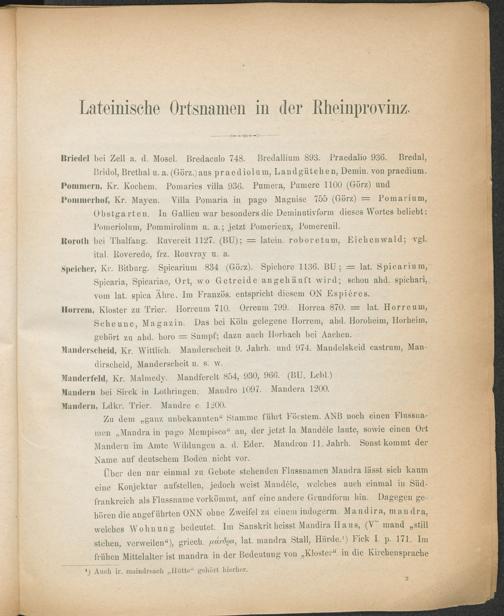 Lateinische Ortsnamen in der Rheinprovinz.
Briedel bei Zell a. d. Mosel. Bredaculo 748. Bredallium 893. Praedalio 936. Bredal,
Bridol, Brethal u. a. (Görz.) aus praediolum, Landgütchen, Demin. von praedium.
Pommern, Kr. Kochem. Pomaries villa 936. Pumera, Pumere 1100 (Görz) und
Pommerhof, Kr. Mayen. Villa Pomaria in pago Maguise 755 (Görz) = Pomarium,
Obstgarten. In Gallien war besonders die Deminutivform dieses Wortes beliebt:
Pomeriolum, Pommirolium u. a.; jetzt Pomerieux, Pomerenil.
Roroth bei Thalfang. Ruvereit 1127. (BU); = latein. roboretum, Eichenwald; vgl.
ital. Roveredo, frz. Rouvray u. a.
Speicher, Kr. Bitburg. Spicarium 834 (Görz). Spichere 1136. BU; = lat. Spicarium,
Spicaria, Spicariae, Ort, wo Getreide angehäuft wird; schon ahd. spichari,
vom lat. spica Ähre. Im Französ. entspricht diesem ON Espiéres.
Horrem, Kloster zu Trier. Horreum 710. Orreum 799. Horrea 870. = lat. Horreum,
Scheune, Magazin. Das bei Köln gelegene Horrem, ahd. Horoheim, Horheim,
gehört zu ahd. horo = Sumpf; dazu auch Horbach bei Aachen.
Manderscheid, Kr. Wittlich. Manderscheit 9. Jahrh. und 974. Mandelskeid castrum, Man-
dirscheid, Manderscheit u. s. w.
Manderfeld, Kr. Malmedy. Mandferelt 854, 930, 966. (BU, Lcbl.)
Mandern bei Sirck in Lothringen. Mandro 1097. Mandera 1200.
Mandern, Ldkr. Trier. Mandre c. 1200.
Zu dem „ganz unbekannten“ Stamme führt Förstem. ANB noch einen Flussna-
men „Mandra in pago Mempisco“ an, der jetzt la Mandèle laute, sowie einen Ort
Mandern im Amte Wildungen a. d. Eder. Mandron 11. Jahrh. Sonst kommt der
Name auf deutschem Boden nicht vor.
Über den nur einmal zu Gebote stehenden Flussnamen Mandra lässt sich kaum
eine Konjektur aufstellen, jedoch weist Mandèle, welches auch einmal in Süd-
frankreich als Flussname vorkömmt, auf eine andere Grundform hin. Dagegen ge-
hören die angeführten ONN ohne Zweifel zu einem indogerm. Mandira, mandra,
welches Wohnung bedeutet. Im Sanskrit heisst Mandira Haus, (V mand „still
stehen, verweilen“), griech. μάνδρα, lat. mandra Stall, Hürde.¹) Fick I. p. 171. Im
frühen Mittelalter ist mandra in der Bedeutung von „Kloster“ in die Kirchensprache
¹) Auch ir. maindreach „Hütte“ gehört hierher.
2